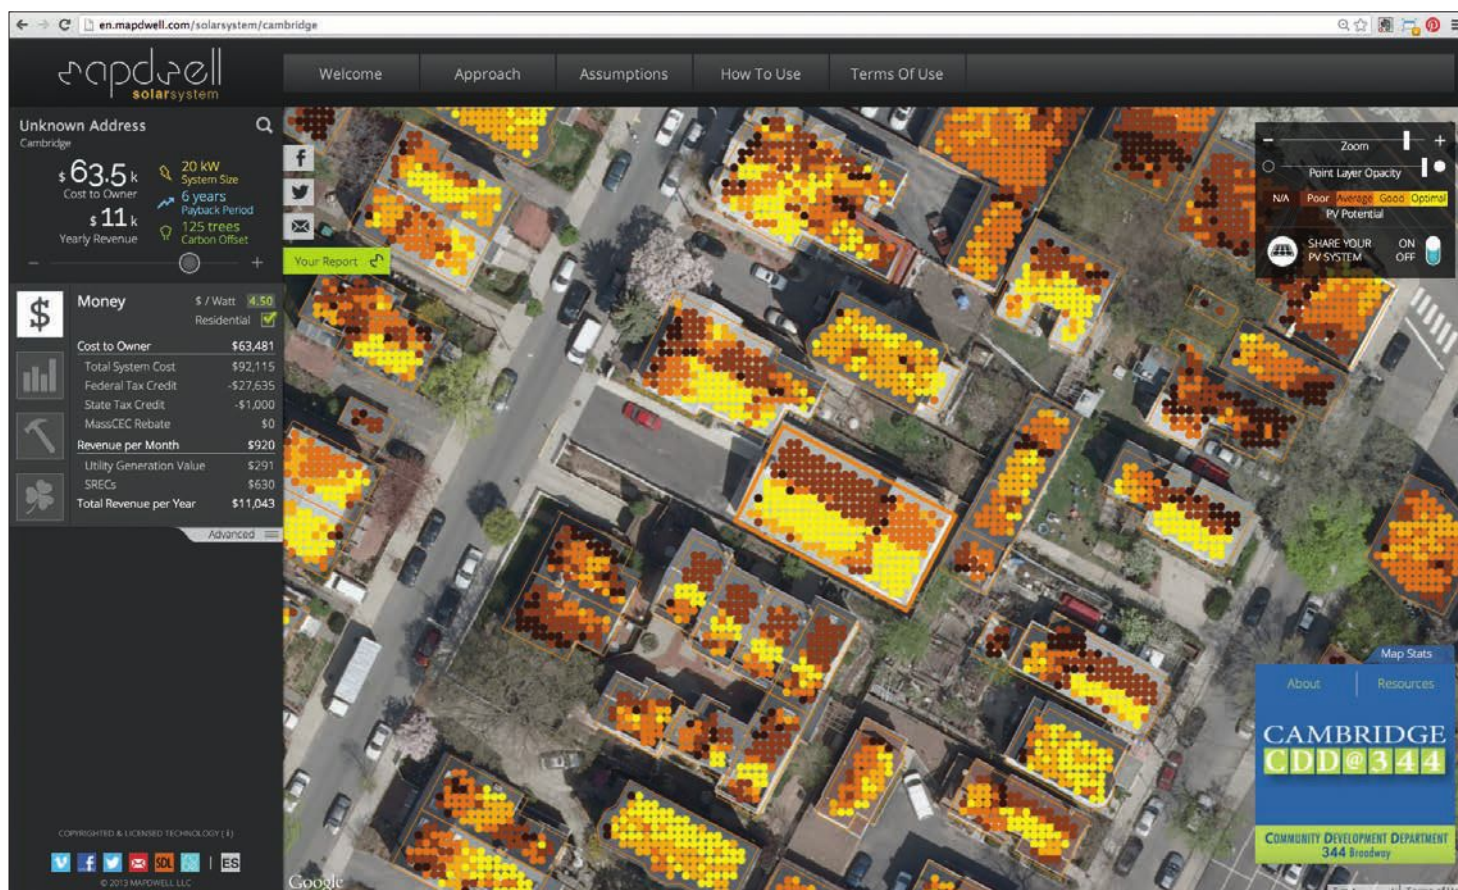 en.mapdwell.com/solarsystem/cambridge
mapdwell
solarsystem
Welcome
Approach
Assumptions
How To Use
Terms Of Use
Unknown Address
Cambridge
$ 63.5 k
Cost to Owner
$ 11 k
Yearly Revenue
20 kW
System Size
6 years
Payback Period
125 trees
Carbon Offset
- +
Your Report
$ Money
$ / Watt 4.50
Residential
Cost to Owner $63,481
Total System Cost $92,115
Federal Tax Credit -$27,635
State Tax Credit -$1,000
MassCEC Rebate $0
Revenue per Month $920
Utility Generation Value $291
SRECs $630
Total Revenue per Year $11,043
Advanced
- Zoom +
Point Layer Opacity
N/A Poor Average Good Optimal
PV Potential
SHARE YOUR ON
PV SYSTEM OFF
Map Stats
About | Resources
CAMBRIDGE
CDD@344
COMMUNITY DEVELOPMENT DEPARTMENT
344 Broadway
COPYRIGHTED & LICENSED TECHNOLOGY ( i )
SDL | ES
© 2013 MAPDWELL LLC
Google